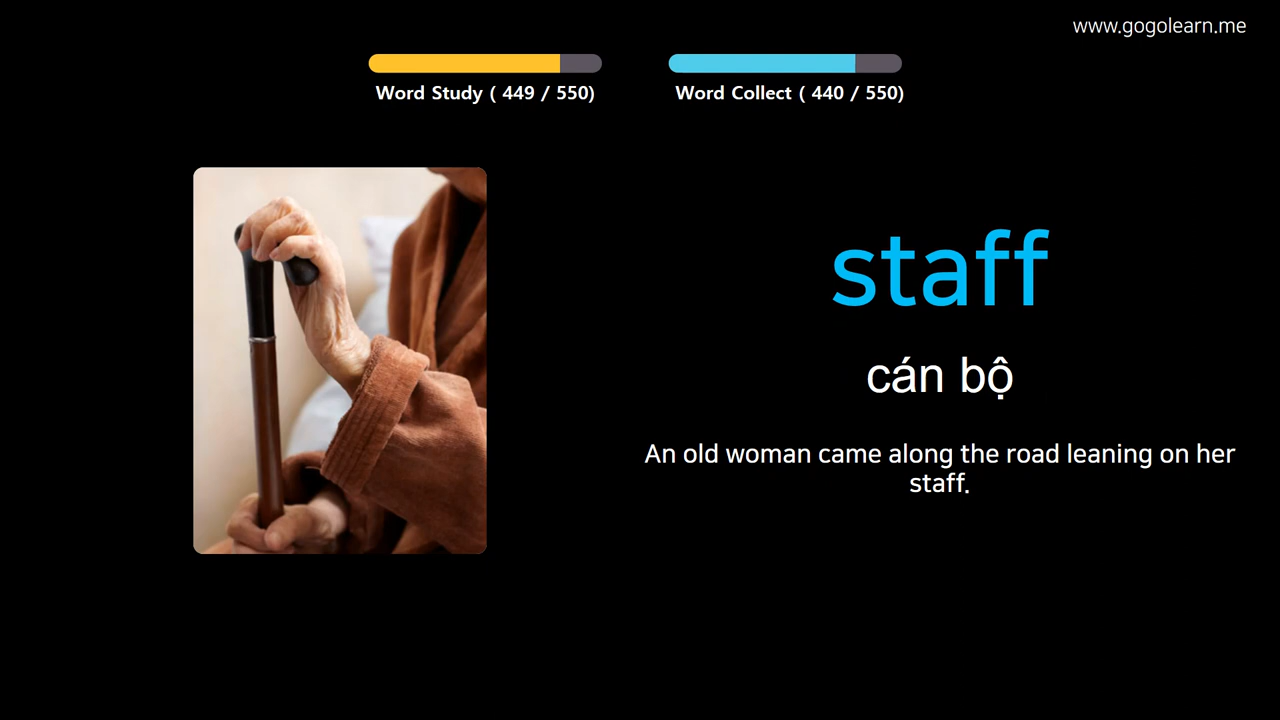 www.gogolearn.me
Word Study ( 449 / 550)
Word Collect ( 440 / 550)
staff
cán bộ
An old woman came along the road leaning on her
staff.